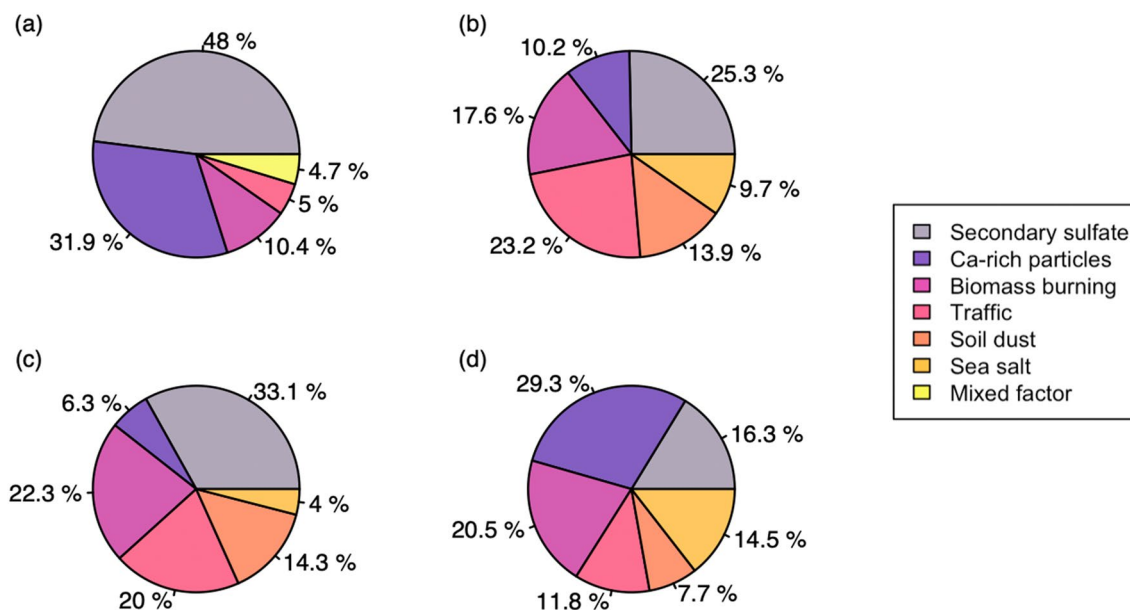 (a)
48 %
31.9 %
10.4 %
5 %
4.7 %
(b)
10.2 %
25.3 %
17.6 %
9.7 %
23.2 %
13.9 %
Secondary sulfate
Ca-rich particles
Biomass burning
Traffic
Soil dust
Sea salt
Mixed factor
(c)
6.3 %
33.1 %
22.3 %
4 %
14.3 %
20 %
(d)
29.3 %
16.3 %
20.5 %
14.5 %
7.7 %
11.8 %